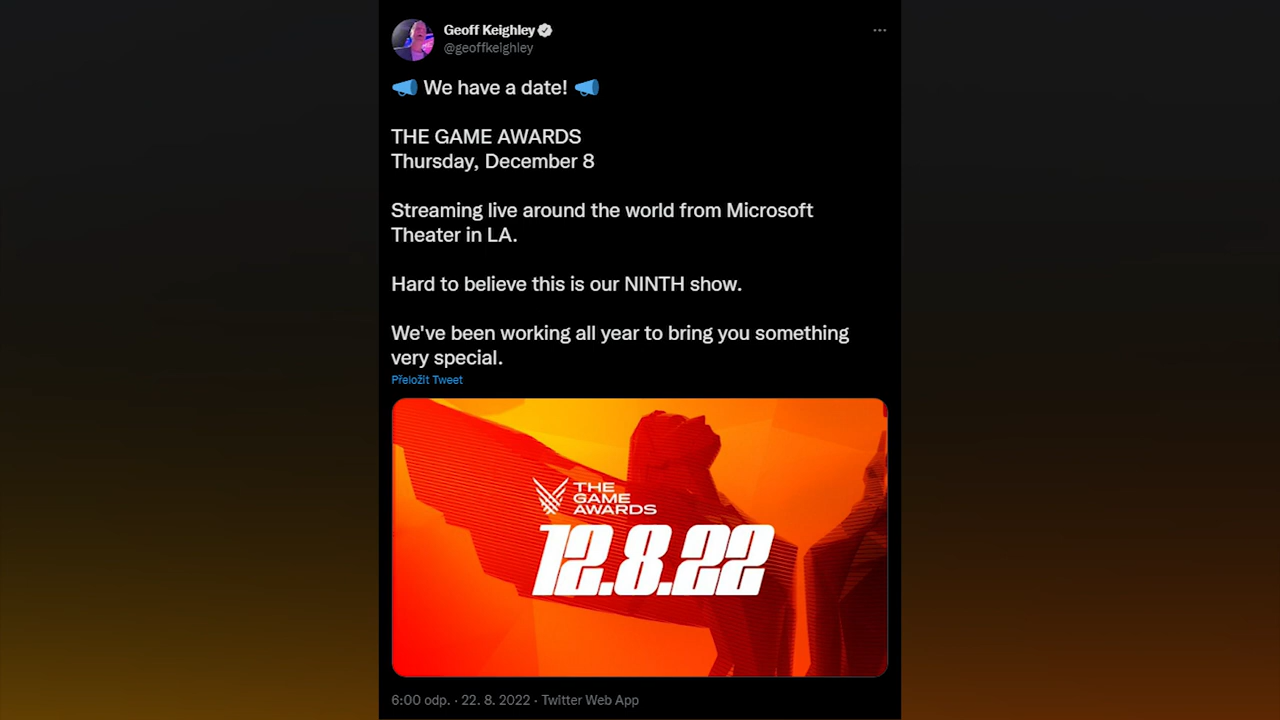 Geoff Keighley
@geoffkeighley
We have a date!
THE GAME AWARDS
Thursday, December 8
Streaming live around the world from Microsoft
Theater in LA.
Hard to believe this is our NINTH show.
We've been working all year to bring you something
very special.
Přeložit Tweet
THE
GAME
AWARDS
12.8.22
6:00 odp. · 22. 8. 2022 · Twitter Web App